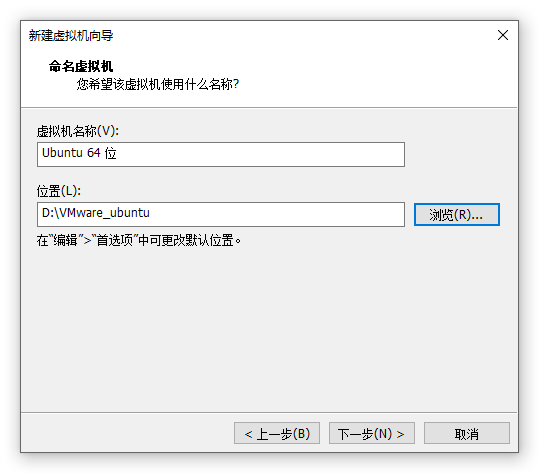 新建虚拟机向导
命名虚拟机
您希望该虚拟机使用什么名称?
虚拟机名称(V):
Ubuntu 64 位
位置(L):
D:\VMware_ubuntu
浏览(R)...
在“编辑”>“首选项”中可更改默认位置。
< 上一步(B)
下一步(N) >
取消